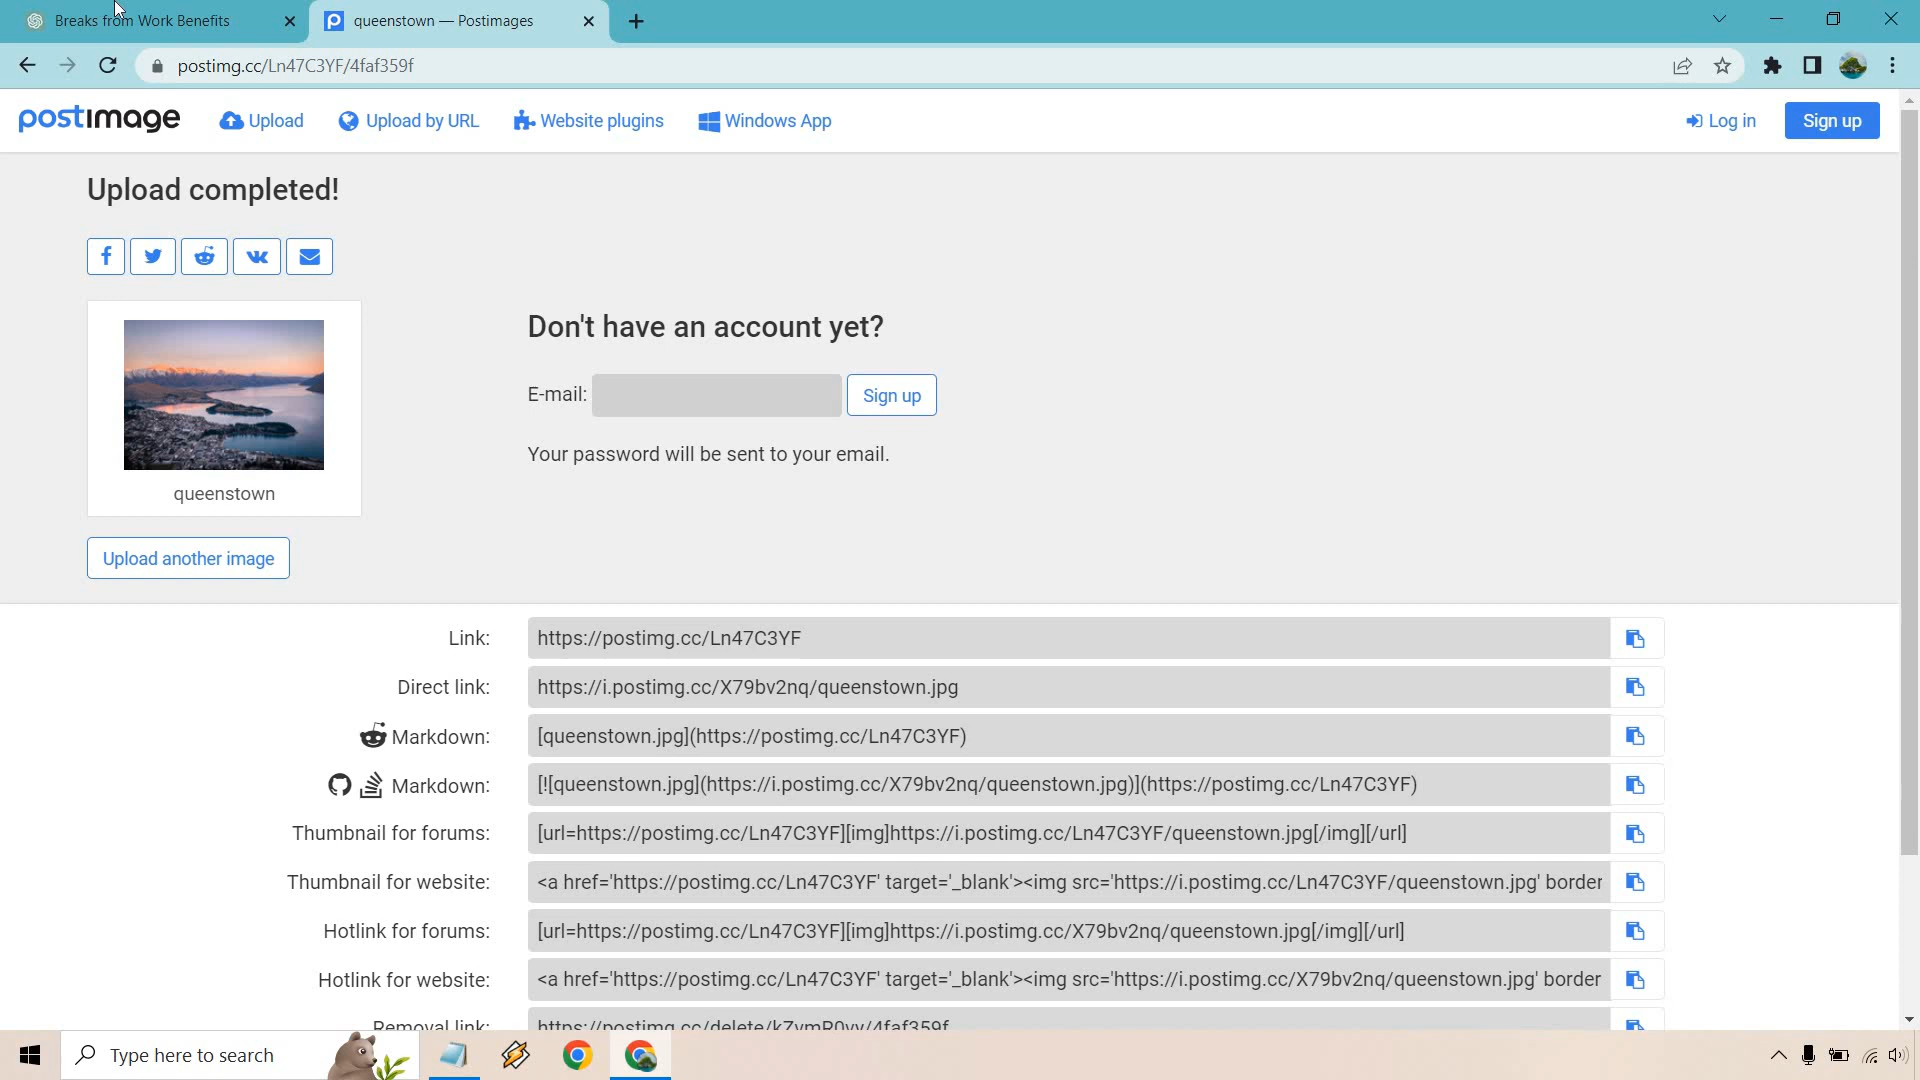 Breaks from Work Benefits
queenstown — Postimages
postimg.cc/Ln47C3YF/4faf359f
postimage
Upload
Upload by URL
Website plugins
Windows App
Log in
Sign up
Upload completed!
queenstown
Upload another image
Don't have an account yet?
E-mail:
Sign up
Your password will be sent to your email.
Link: https://postimg.cc/Ln47C3YF
Direct link: https://i.postimg.cc/X79bv2nq/queenstown.jpg
Markdown: [queenstown.jpg](https://postimg.cc/Ln47C3YF)
Markdown: [![queenstown.jpg](https://i.postimg.cc/X79bv2nq/queenstown.jpg)](https://postimg.cc/Ln47C3YF)
Thumbnail for forums: [url=https://postimg.cc/Ln47C3YF][img]https://i.postimg.cc/Ln47C3YF/queenstown.jpg[/img][/url]
Thumbnail for website: <a href='https://postimg.cc/Ln47C3YF' target='_blank'><img src='https://i.postimg.cc/Ln47C3YF/queenstown.jpg' border
Hotlink for forums: [url=https://postimg.cc/Ln47C3YF][img]https://i.postimg.cc/X79bv2nq/queenstown.jpg[/img][/url]
Hotlink for website: <a href='https://postimg.cc/Ln47C3YF' target='_blank'><img src='https://i.postimg.cc/X79bv2nq/queenstown.jpg' border
Removal link:
Type here to search